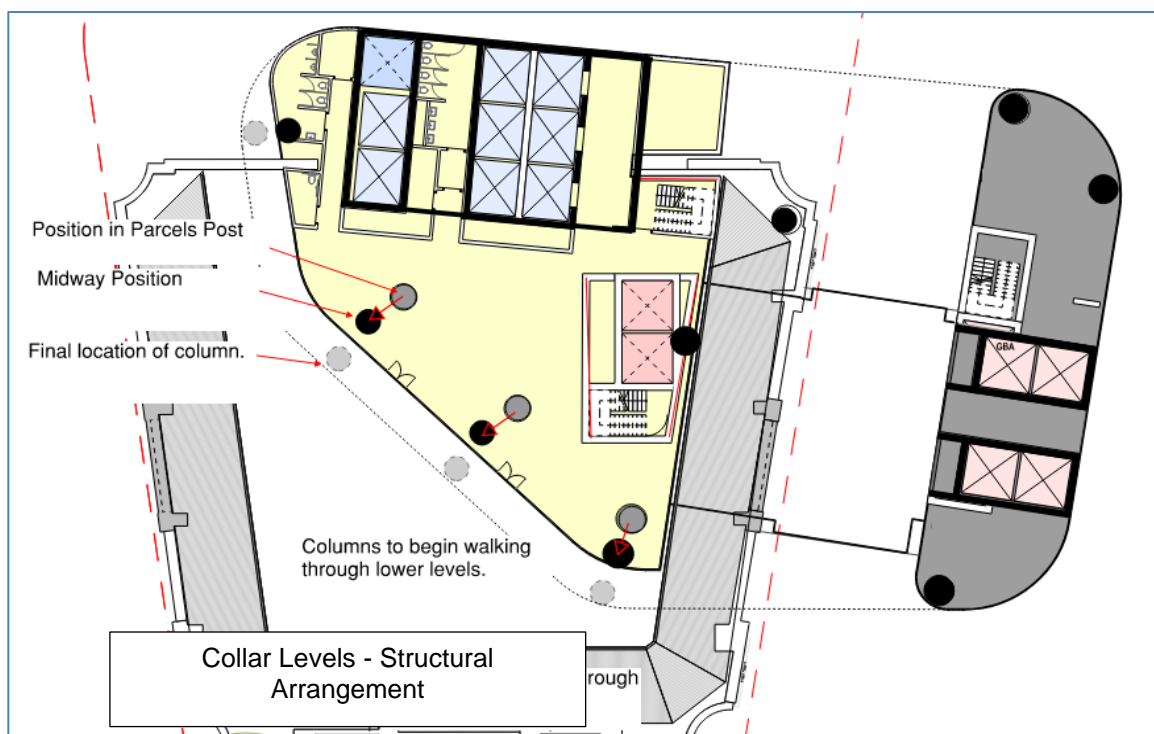 Position in Parcels Post
Midway Position
Final location of column.
GBA
Columns to begin walking
through lower levels.
Collar Levels - Structural
Arrangement
rough